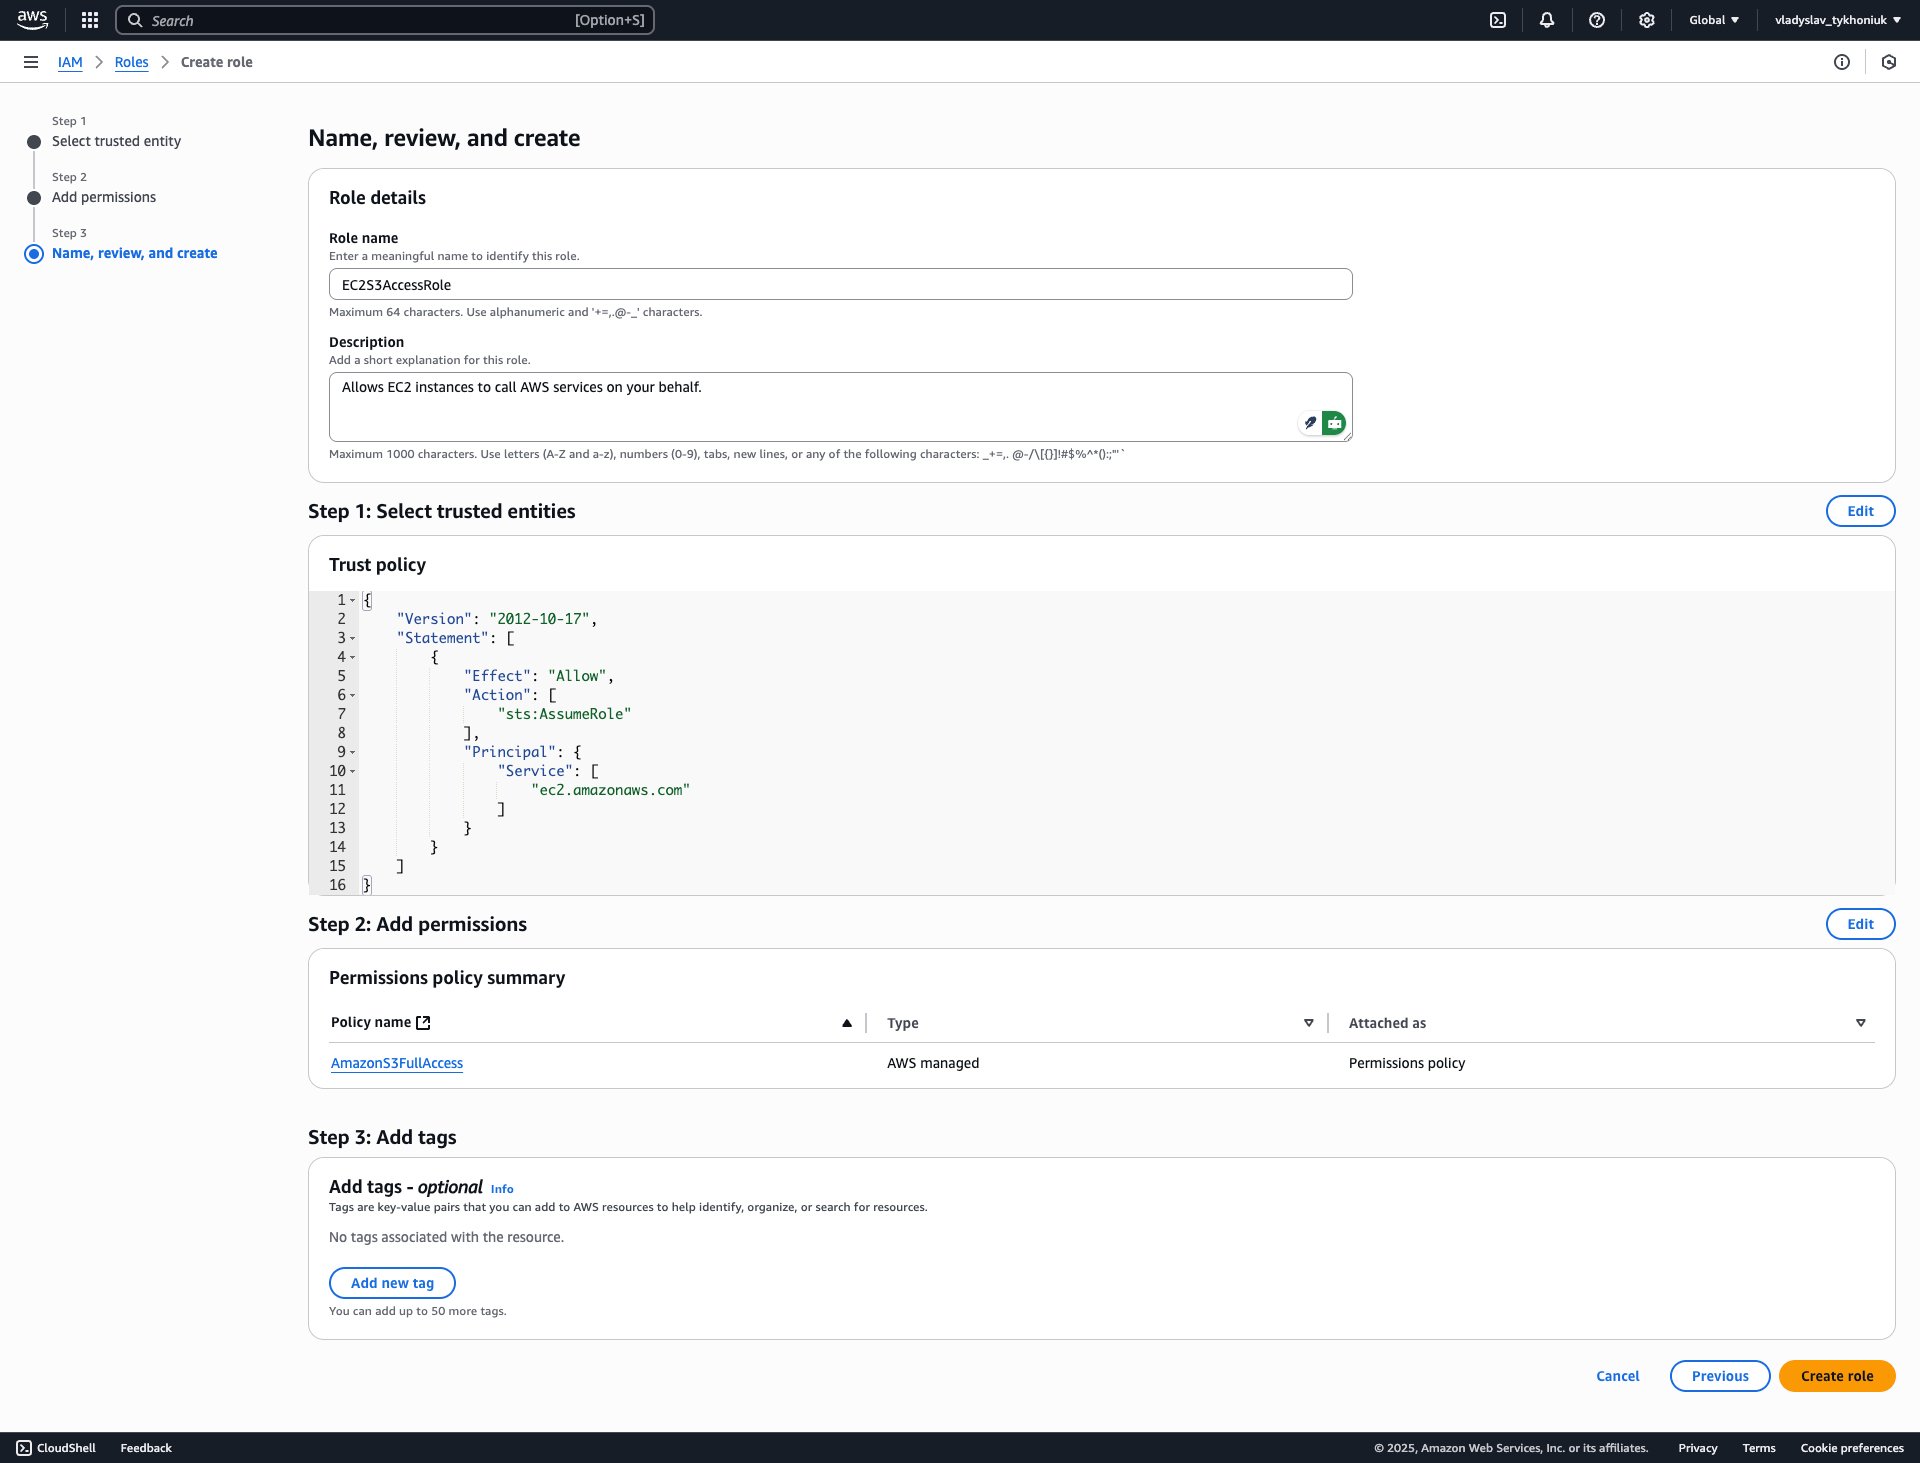 aws
Search [Option+S]
Global
vladyslav_tykhoniuk
IAM Roles Create role
Step 1
Select trusted entity
Step 2
Add permissions
Step 3
Name, review, and create
Name, review, and create
Role details
Role name
Enter a meaningful name to identify this role.
EC2S3AccessRole
Maximum 64 characters. Use alphanumeric and '+=,.@-_' characters.
Description
Add a short explanation for this role.
Allows EC2 instances to call AWS services on your behalf.
Maximum 1000 characters. Use letters (A-Z and a-z), numbers (0-9), tabs, new lines, or any of the following characters: _+=,. @-/\[{}]!#$%^*();:"'`
Step 1: Select trusted entities
Edit
Trust policy
1 {
2 "Version": "2012-10-17",
3 "Statement": [
4 {
5 "Effect": "Allow",
6 "Action": [
7 "sts:AssumeRole"
8 ],
9 "Principal": {
10 "Service": [
11 "ec2.amazonaws.com"
12 ]
13 }
14 }
15 ]
16 }
Step 2: Add permissions
Edit
Permissions policy summary
Policy name Type Attached as
AmazonS3FullAccess AWS managed Permissions policy
Step 3: Add tags
Add tags - optional Info
Tags are key-value pairs that you can add to AWS resources to help identify, organize, or search for resources.
No tags associated with the resource.
Add new tag
You can add up to 50 more tags.
Cancel Previous Create role
CloudShell Feedback © 2025, Amazon Web Services, Inc. or its affiliates. Privacy Terms Cookie preferences